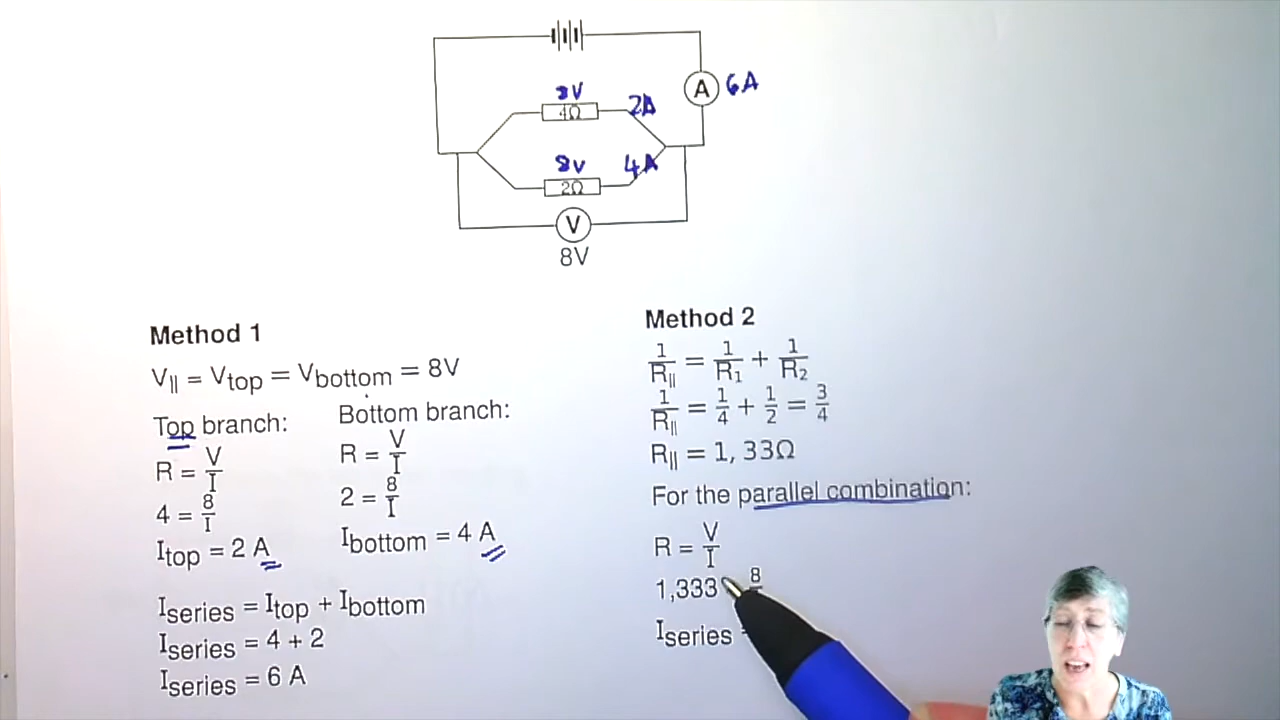 A 6A
8V 2A
4Ω
8V 4A
2Ω
V
8V
Method 1
V|| = Vtop = Vbottom = 8V
Top branch:
R = V/I
4 = 8/I
Itop = 2 A
Bottom branch:
R = V/I
2 = 8/I
Ibottom = 4 A
Iseries = Itop + Ibottom
Iseries = 4 + 2
Iseries = 6 A
Method 2
1/R|| = 1/R1 + 1/R2
1/R|| = 1/4 + 1/2 = 3/4
R|| = 1, 33Ω
For the parallel combination:
R = V/I
1,333 8
Iseries